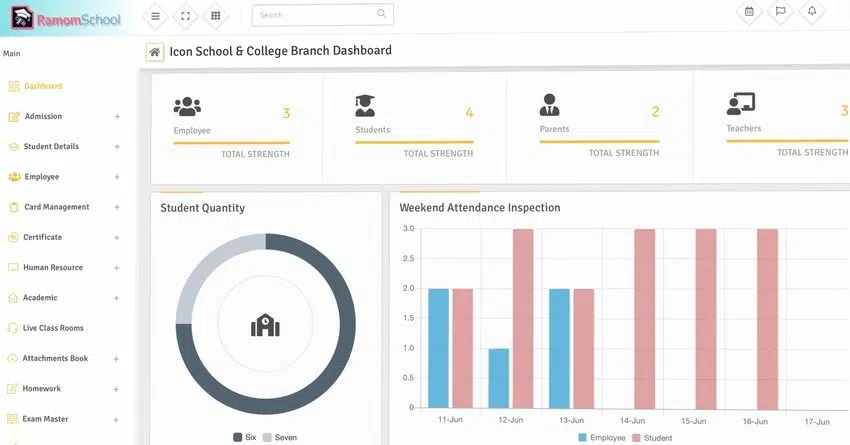 RamomSchool
Search
Main
Icon School & College Branch Dashboard
Dashboard
Admission +
Student Details +
Employee +
Card Management +
Certificate +
Human Resource +
Academic +
Live Class Rooms
Attachments Book +
Homework +
Exam Master +
3
Employee
TOTAL STRENGTH
4
Students
TOTAL STRENGTH
2
Parents
TOTAL STRENGTH
3
Teachers
TOTAL STRENGTH
Student Quantity
Six Seven
Weekend Attendance Inspection
3.0
2.5
2.0
1.5
1.0
0.5
0
11-Jun 12-Jun 13-Jun 14-Jun 15-Jun 16-Jun 17-Jun
Employee Student